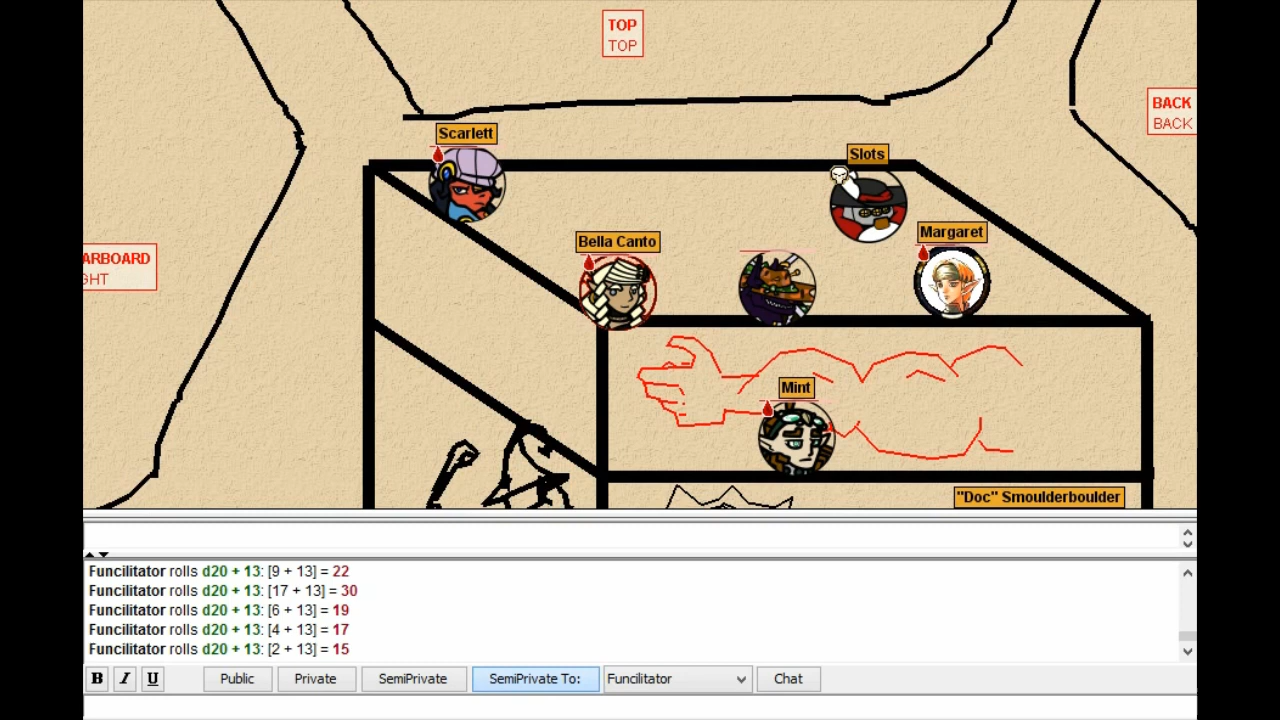 TOP
TOP
BACK
BACK
Scarlett
Slots
Margaret
Bella Canto
ARBOARD
GHT
Mint
"Doc" Smoulderboulder
Funcilitator rolls d20 + 13: [9 + 13] = 22
Funcilitator rolls d20 + 13: [17 + 13] = 30
Funcilitator rolls d20 + 13: [6 + 13] = 19
Funcilitator rolls d20 + 13: [4 + 13] = 17
Funcilitator rolls d20 + 13: [2 + 13] = 15
B I U Public Private SemiPrivate SemiPrivate To: Funcilitator Chat